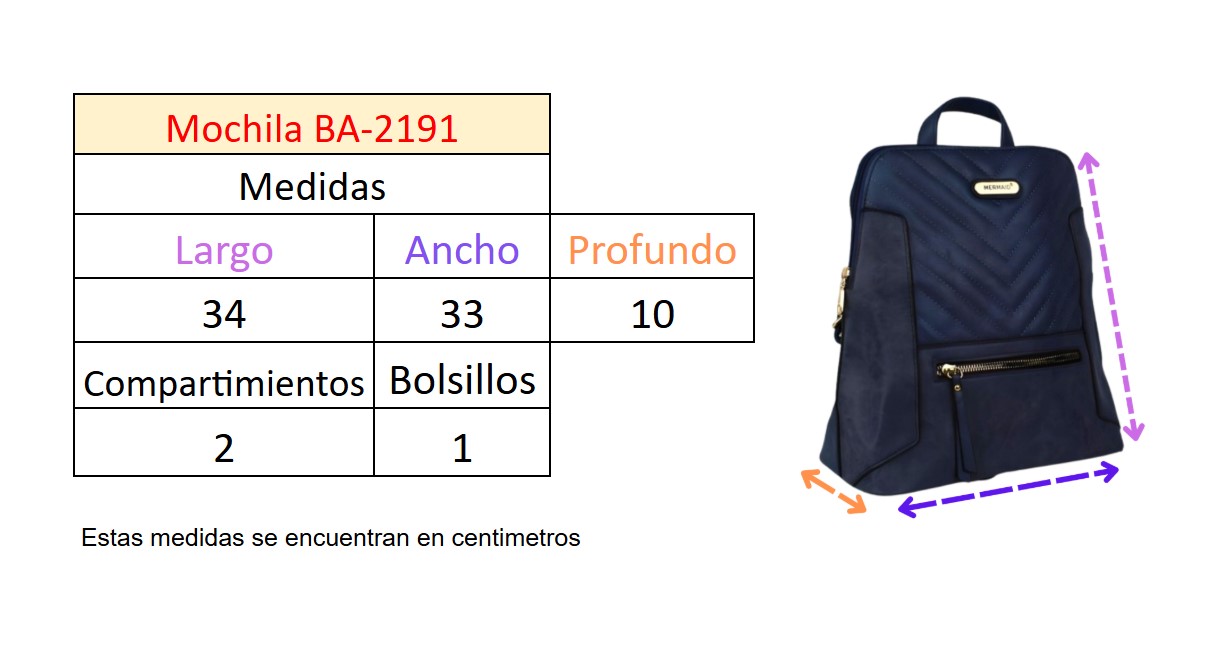 Mochila BA-2191
Medidas
Largo Ancho Profundo
34 33 10
Compartimientos Bolsillos
2 1
Estas medidas se encuentran en centimetros
MERMAID